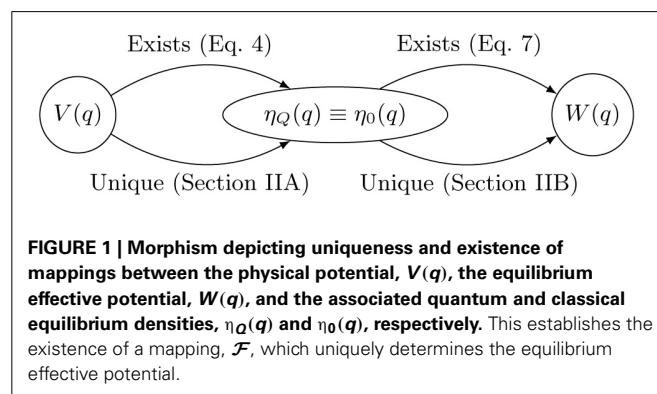 Exists (Eq. 4) Exists (Eq. 7)
V(q) η_Q(q) ≡ η_0(q) W(q)
Unique (Section IIA) Unique (Section IIB)
FIGURE 1 | Morphism depicting uniqueness and existence of
mappings between the physical potential, V(q), the equilibrium
effective potential, W(q), and the associated quantum and classical
equilibrium densities, η_Q(q) and η_0(q), respectively. This establishes the
existence of a mapping, 𝓕, which uniquely determines the equilibrium
effective potential.